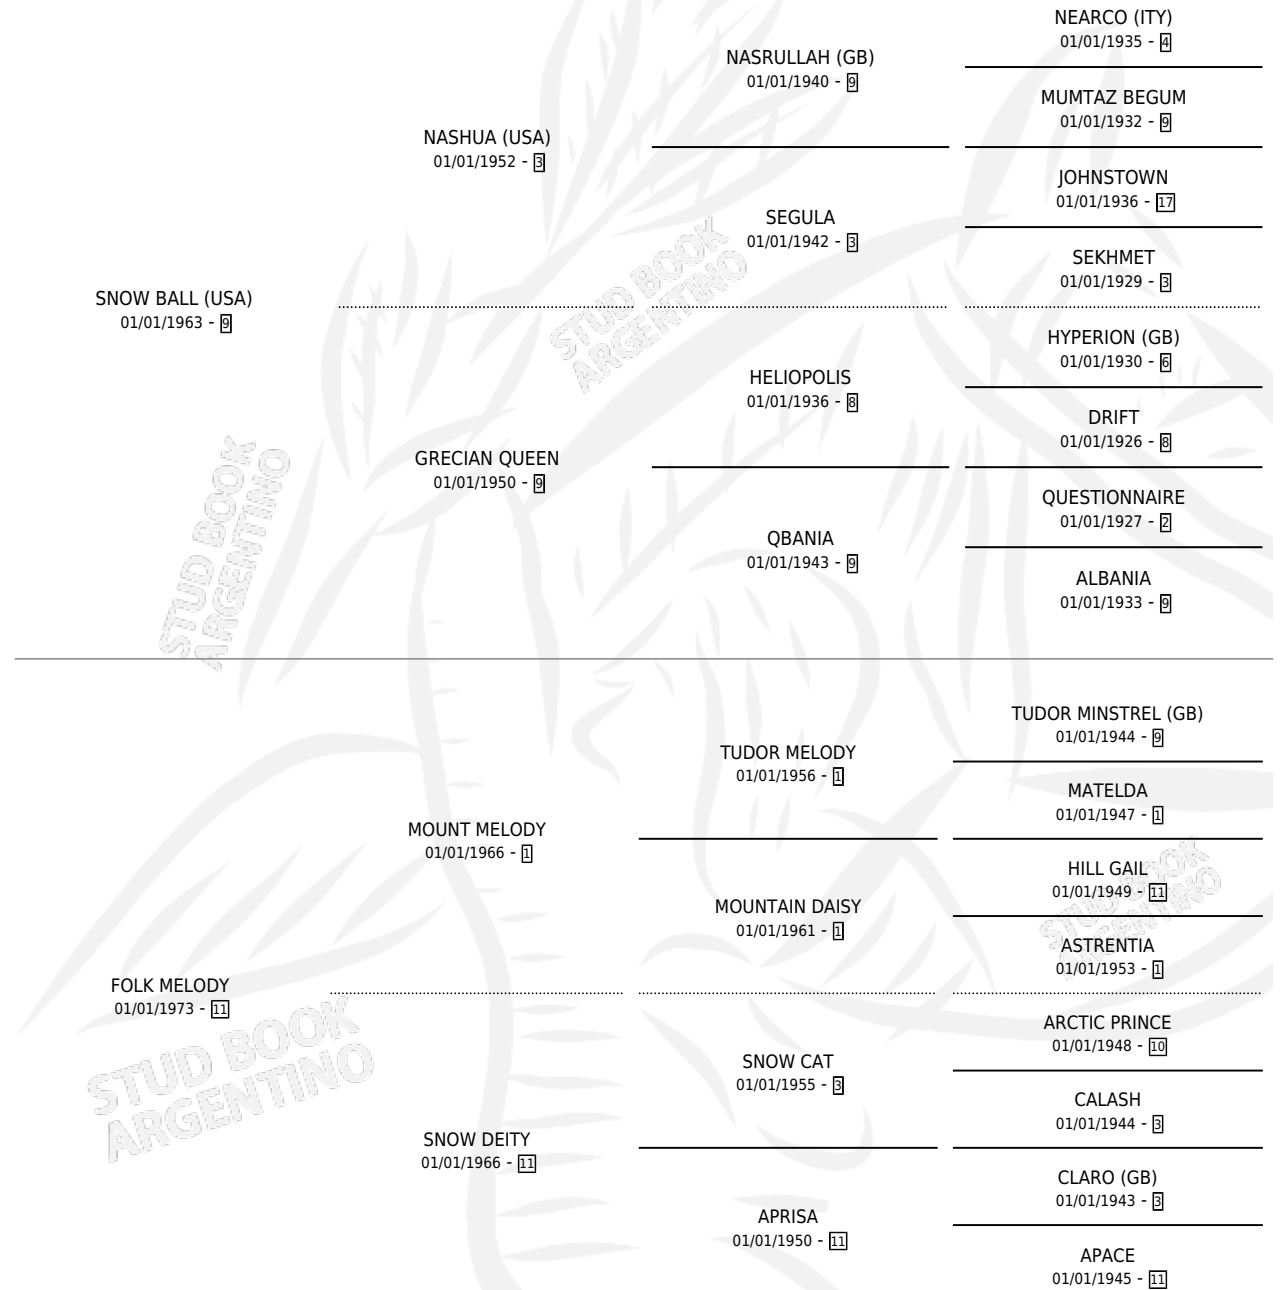 NEARCO (ITY)
01/01/1935 - 4
NASRULLAH (GB)
01/01/1940 - 9
MUMTAZ BEGUM
01/01/1932 - 9
NASHUA (USA)
01/01/1952 - 3
JOHNSTOWN
01/01/1936 - 17
SEGULA
01/01/1942 - 3
SEKHMET
01/01/1929 - 3
SNOW BALL (USA)
01/01/1963 - 9
HYPERION (GB)
01/01/1930 - 6
HELIOPOLIS
01/01/1936 - 8
DRIFT
01/01/1926 - 8
GRECIAN QUEEN
01/01/1950 - 9
QUESTIONNAIRE
01/01/1927 - 2
QBANIA
01/01/1943 - 9
ALBANIA
01/01/1933 - 9
TUDOR MINSTREL (GB)
01/01/1944 - 9
TUDOR MELODY
01/01/1956 - 1
MATELDA
01/01/1947 - 1
MOUNT MELODY
01/01/1966 - 1
HILL GAIL
01/01/1949 - 11
MOUNTAIN DAISY
01/01/1961 - 1
ASTRENTIA
01/01/1953 - 1
FOLK MELODY
01/01/1973 - 11
ARCTIC PRINCE
01/01/1948 - 10
SNOW CAT
01/01/1955 - 3
CALASH
01/01/1944 - 3
SNOW DEITY
01/01/1966 - 11
CLARO (GB)
01/01/1943 - 3
APRISA
01/01/1950 - 11
APACE
01/01/1945 - 11
STUD BOOK
ARGENTINO
STUD BOOK
ARGENTINO
STUD BOOK
ARGENTINO
STUD BOOK
ARGENTINO